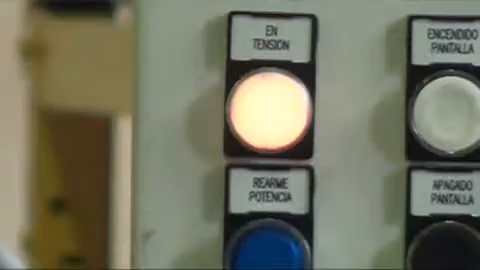 EN
TENSION
ENCENDIDO
PANTALLA
REARME
POTENCIA
APAGADO
PANTALLA